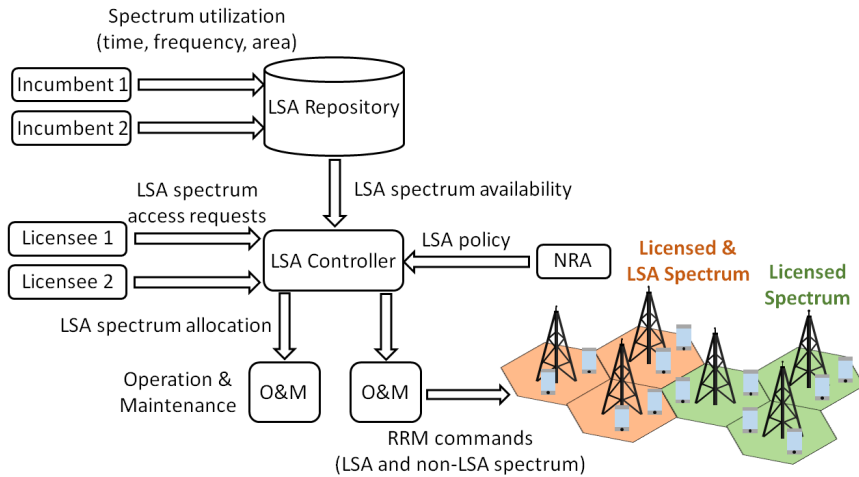 Spectrum utilization
(time, frequency, area)
Incumbent 1
Incumbent 2
LSA Repository
LSA spectrum availability
LSA spectrum
access requests
Licensee 1
Licensee 2
LSA Controller
LSA policy
NRA
Licensed &
LSA Spectrum
Licensed
Spectrum
LSA spectrum allocation
Operation &
Maintenance
O&M
O&M
RRM commands
(LSA and non-LSA spectrum)